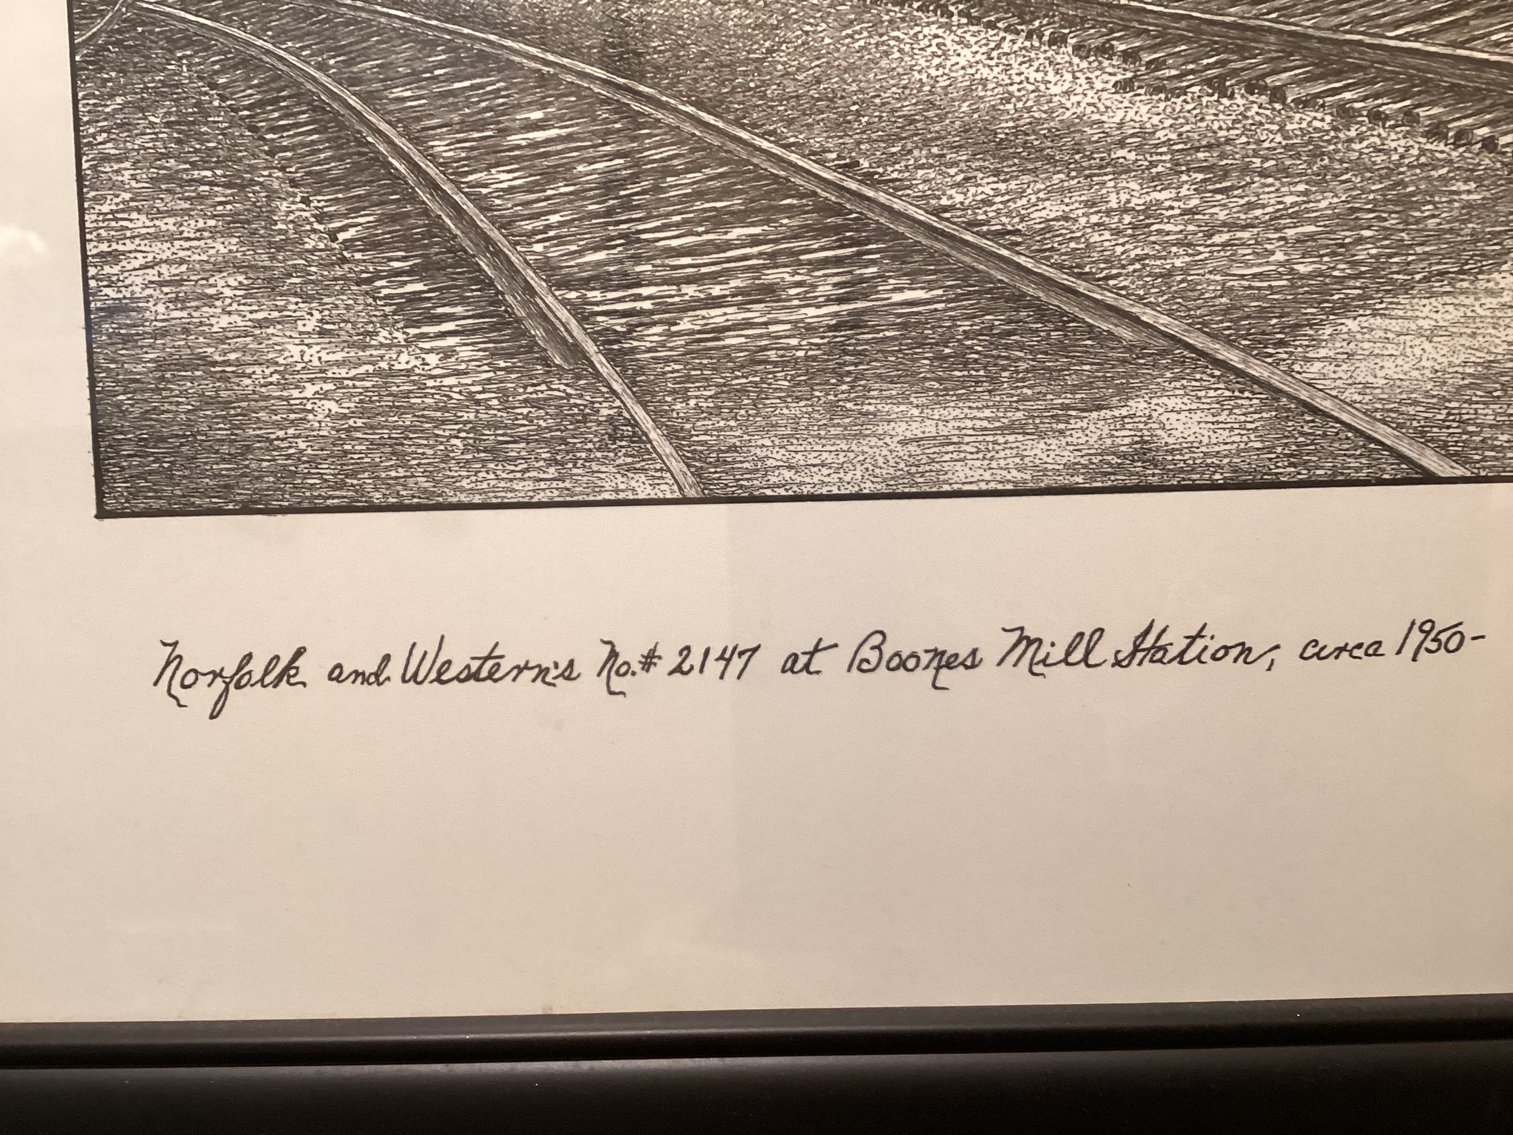 Norfolk and Western's No.# 2147 at Boones Mill Station, circa 1950-